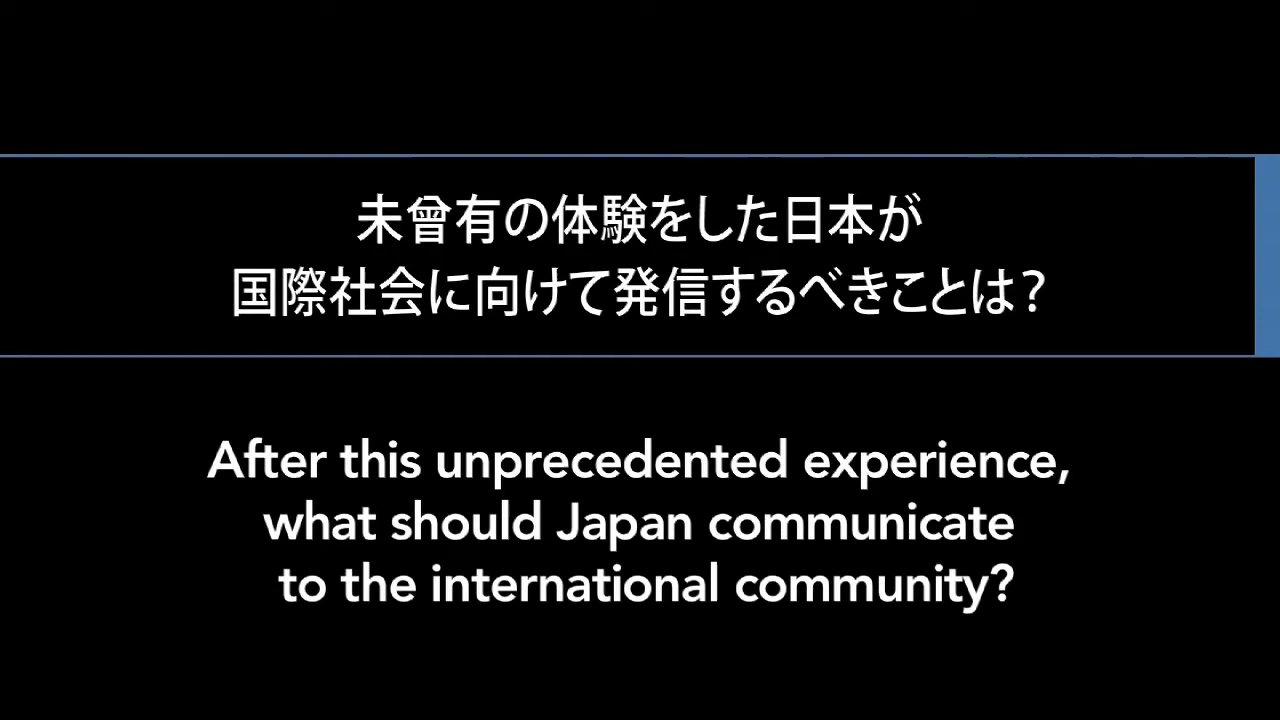 未曾有の体験をした日本が
国際社会に向けて発信するべきことは？
After this unprecedented experience,
what should Japan communicate
to the international community?